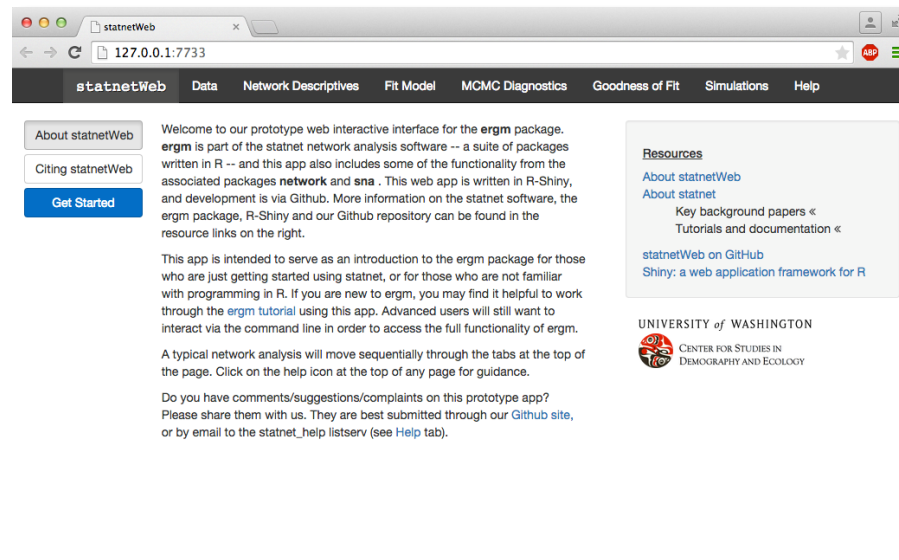 statnetWeb
127.0.0.1:7733
ABP
statnetWeb Data Network Descriptives Fit Model MCMC Diagnostics Goodness of Fit Simulations Help
About statnetWeb
Citing statnetWeb
Get Started
Welcome to our prototype web interactive interface for the ergm package.
ergm is part of the statnet network analysis software -- a suite of packages
written in R -- and this app also includes some of the functionality from the
associated packages network and sna . This web app is written in R-Shiny,
and development is via Github. More information on the statnet software, the
ergm package, R-Shiny and our Github repository can be found in the
resource links on the right.
This app is intended to serve as an introduction to the ergm package for those
who are just getting started using statnet, or for those who are not familiar
with programming in R. If you are new to ergm, you may find it helpful to work
through the ergm tutorial using this app. Advanced users will still want to
interact via the command line in order to access the full functionality of ergm.
A typical network analysis will move sequentially through the tabs at the top of
the page. Click on the help icon at the top of any page for guidance.
Do you have comments/suggestions/complaints on this prototype app?
Please share them with us. They are best submitted through our Github site,
or by email to the statnet_help listserv (see Help tab).
Resources
About statnetWeb
About statnet
Key background papers «
Tutorials and documentation «
statnetWeb on GitHub
Shiny: a web application framework for R
UNIVERSITY of WASHINGTON
CENTER FOR STUDIES IN
DEMOGRAPHY AND ECOLOGY